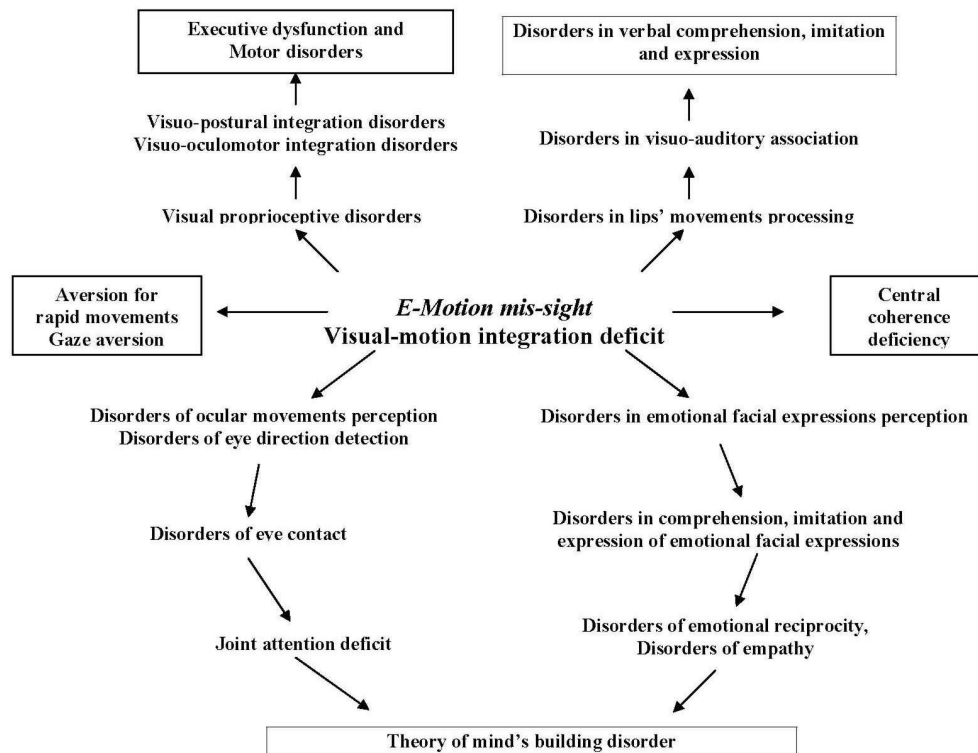 Executive dysfunction and
Motor disorders
Disorders in verbal comprehension, imitation
and expression
Visuo-postural integration disorders
Visuo-oculomotor integration disorders
Disorders in visuo-auditory association
Visual proprioceptive disorders
Disorders in lips’ movements processing
Aversion for
rapid movements
Gaze aversion
E-Motion mis-sight
Visual-motion integration deficit
Central
coherence
deficiency
Disorders of ocular movements perception
Disorders of eye direction detection
Disorders in emotional facial expressions perception
Disorders of eye contact
Disorders in comprehension, imitation and
expression of emotional facial expressions
Joint attention deficit
Disorders of emotional reciprocity,
Disorders of empathy
Theory of mind’s building disorder